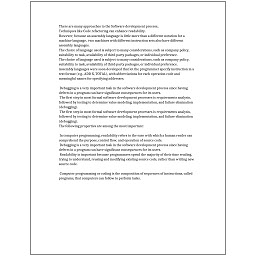 There are many approaches to the Software development process.
Techniques like Code refactoring can enhance readability.
However, because an assembly language is little more than a different notation for a
machine language, two machines with different instruction sets also have different
assembly languages.
The choice of language used is subject to many considerations, such as company policy,
suitability to task, availability of third-party packages, or individual preference.
The choice of language used is subject to many considerations, such as company policy,
suitability to task, availability of third-party packages, or individual preference.
Assembly languages were soon developed that let the programmer specify instruction in a
text format (e.g., ADD X, TOTAL), with abbreviations for each operation code and
meaningful names for specifying addresses.
Debugging is a very important task in the software development process since having
defects in a program can have significant consequences for its users.
The first step in most formal software development processes is requirements analysis,
followed by testing to determine value modeling, implementation, and failure elimination
(debugging).
The first step in most formal software development processes is requirements analysis,
followed by testing to determine value modeling, implementation, and failure elimination
(debugging).
The following properties are among the most important:
In computer programming, readability refers to the ease with which a human reader can
comprehend the purpose, control flow, and operation of source code.
Debugging is a very important task in the software development process since having
defects in a program can have significant consequences for its users.
Readability is important because programmers spend the majority of their time reading,
trying to understand, reusing and modifying existing source code, rather than writing new
source code.
Computer programming or coding is the composition of sequences of instructions, called
programs, that computers can follow to perform tasks.